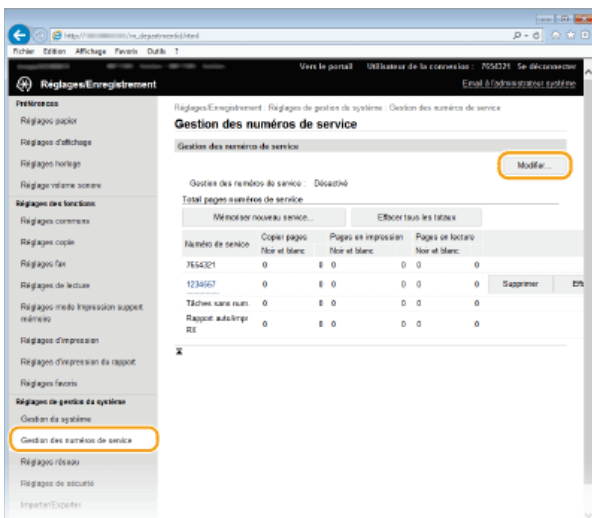 http://
/m_departmentid.html
Fichier Edition Affichage Favoris Outils ?
Vers le portail Utilisateur de la connexion : 7654321 Se déconnecter
Réglages/Enregistrement
Email à l'administrateur système
Préférences
Réglages papier
Réglages d'affichage
Réglages horloge
Réglage volume sonore
Réglages des fonctions
Réglages communs
Réglages copie
Réglages fax
Réglages de lecture
Réglages mode Impression support
mémoire
Réglages d'impression
Réglages d'impression du rapport
Réglages favoris
Réglages de gestion du système
Gestion du système
Gestion des numéros de service
Réglages réseau
Réglages de sécurité
Importer/Exporter
Réglages/Enregistrement : Réglages de gestion du système : Gestion des numéros de service
Gestion des numéros de service
Gestion des numéros de service
Modifier...
Gestion des numéros de service : Désactivé
Total pages numéros de service
Mémoriser nouveau service... Effacer tous les totaux
Numéro de service Copier pages Pages en impression Pages en lecture
Noir et blanc Noir et blanc Noir et blanc
7654321 0 0 0 0 0 0
1234567 0 0 0 0 0 0 Supprimer Eff
Tâches sans num. 0 0 0 0 0 0
Rapport auto/impr
RX 0 0 0 0 0 0